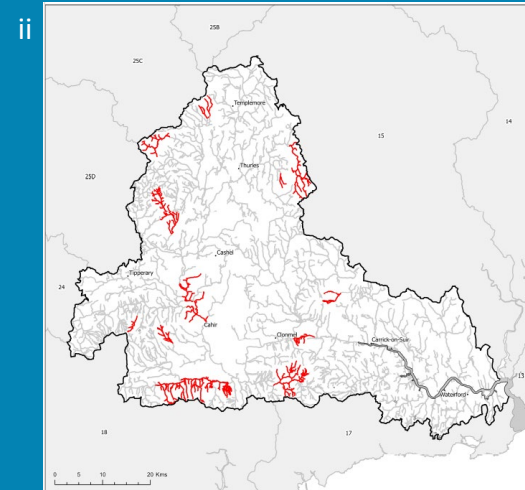 ii
25B
25C
14
Templemore
15
Thurles
25D
Cashel
24
Tipperary
Cahir
Clonmel
Carrick-on-Suir
Waterford
13
18
17
0 5 10 20 Kms